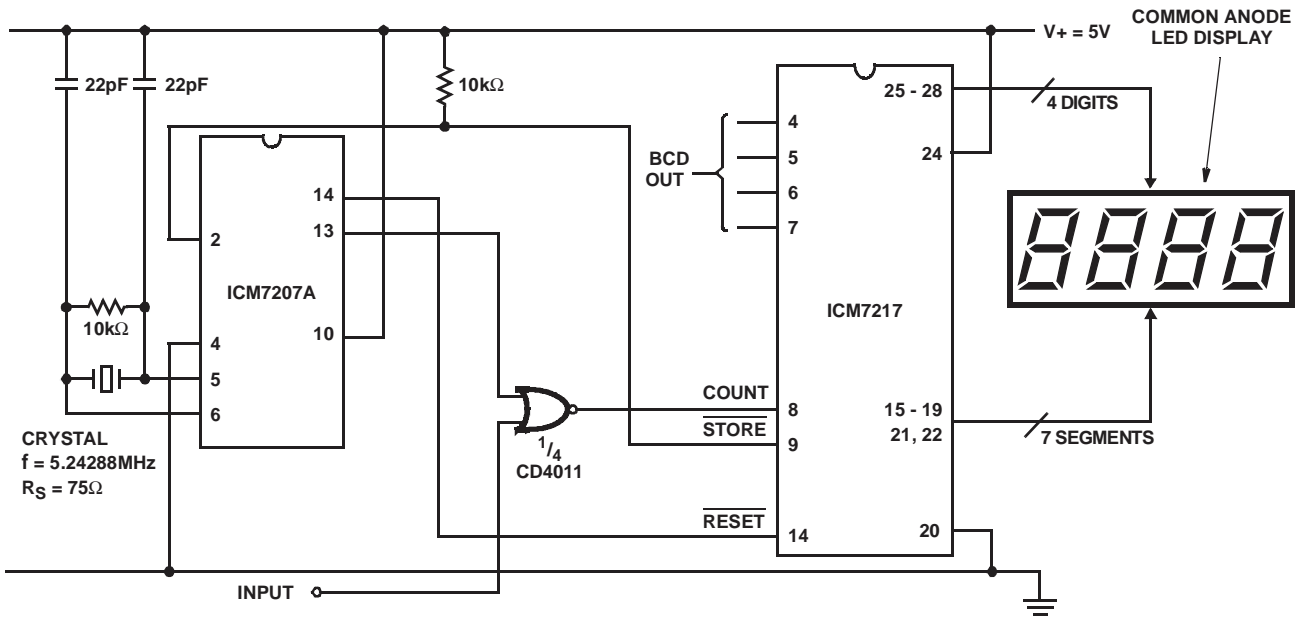 COMMON ANODE
LED DISPLAY
V+ = 5V
22pF
22pF
10kΩ
25 - 28
4 DIGITS
4
24
14
BCD
OUT
5
6
13
7
2
ICM7207A
ICM7217
10kΩ
10
4
5
COUNT
8
15 - 19
6
STORE
9
21, 22
7 SEGMENTS
CRYSTAL
f = 5.24288MHz
RS = 75Ω
1/4
CD4011
RESET
14
20
INPUT